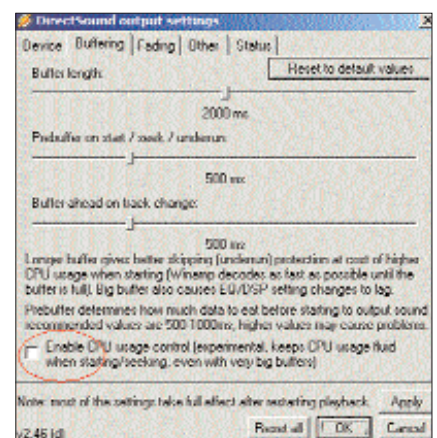 DirectSound output settings
Device Buffering Fading Other Status
Buffer length: Reset to default values
2000 ms
Prebuffer on start / seek / underrun:
500 ms
Buffer-ahead on track change:
500 ms
Longer buffer gives better skipping (underrun) protection at cost of higher
CPU usage when starting (Winamp decodes as fast as possible until the
buffer is full). Big buffer also causes EQ/DSP setting changes to lag.
Prebuffer determines how much data to eat before starting to output sound
recommended values are 500-1000ms, higher values may cause problems.
Enable CPU usage control (experimental, keeps CPU usage fluid
when starting/seeking, even with very big buffers)
Note: most of the settings take full effect after restarting playback. Apply
v2.46 (d) Reset all OK Cancel